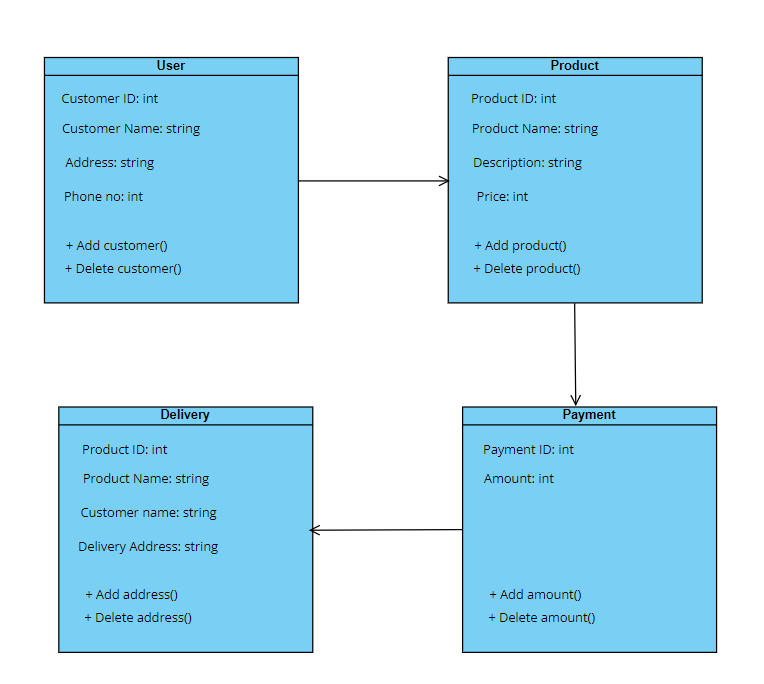 User
Customer ID: int
Customer Name: string
Address: string
Phone no: int
+ Add customer()
+ Delete customer()
Product
Product ID: int
Product Name: string
Description: string
Price: int
+ Add product()
+ Delete product()
Delivery
Product ID: int
Product Name: string
Customer name: string
Delivery Address: string
+ Add address()
+ Delete address()
Payment
Payment ID: int
Amount: int
+ Add amount()
+ Delete amount()